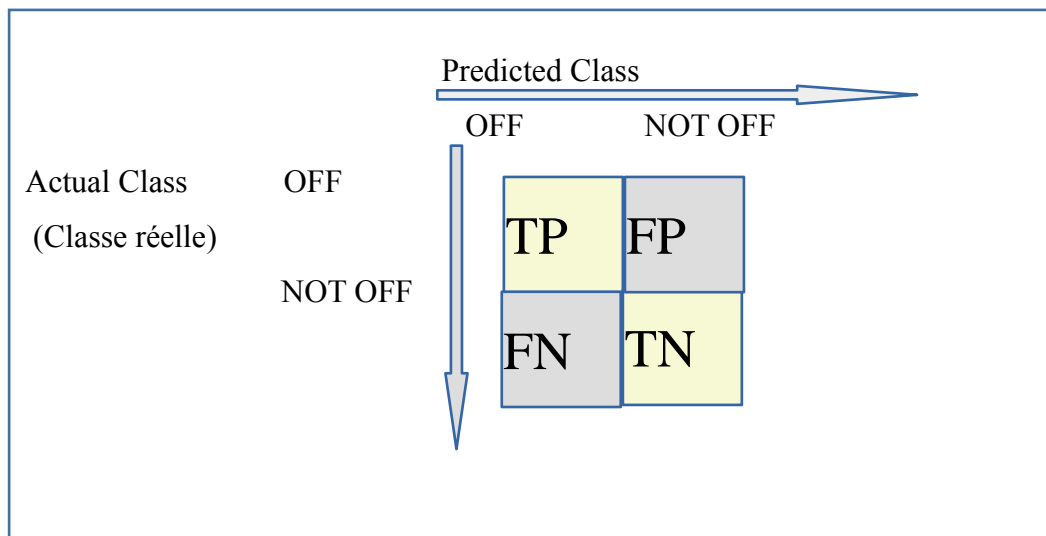 Predicted Class
OFF NOT OFF
Actual Class OFF
(Classe réelle)
NOT OFF
TP FP
FN TN